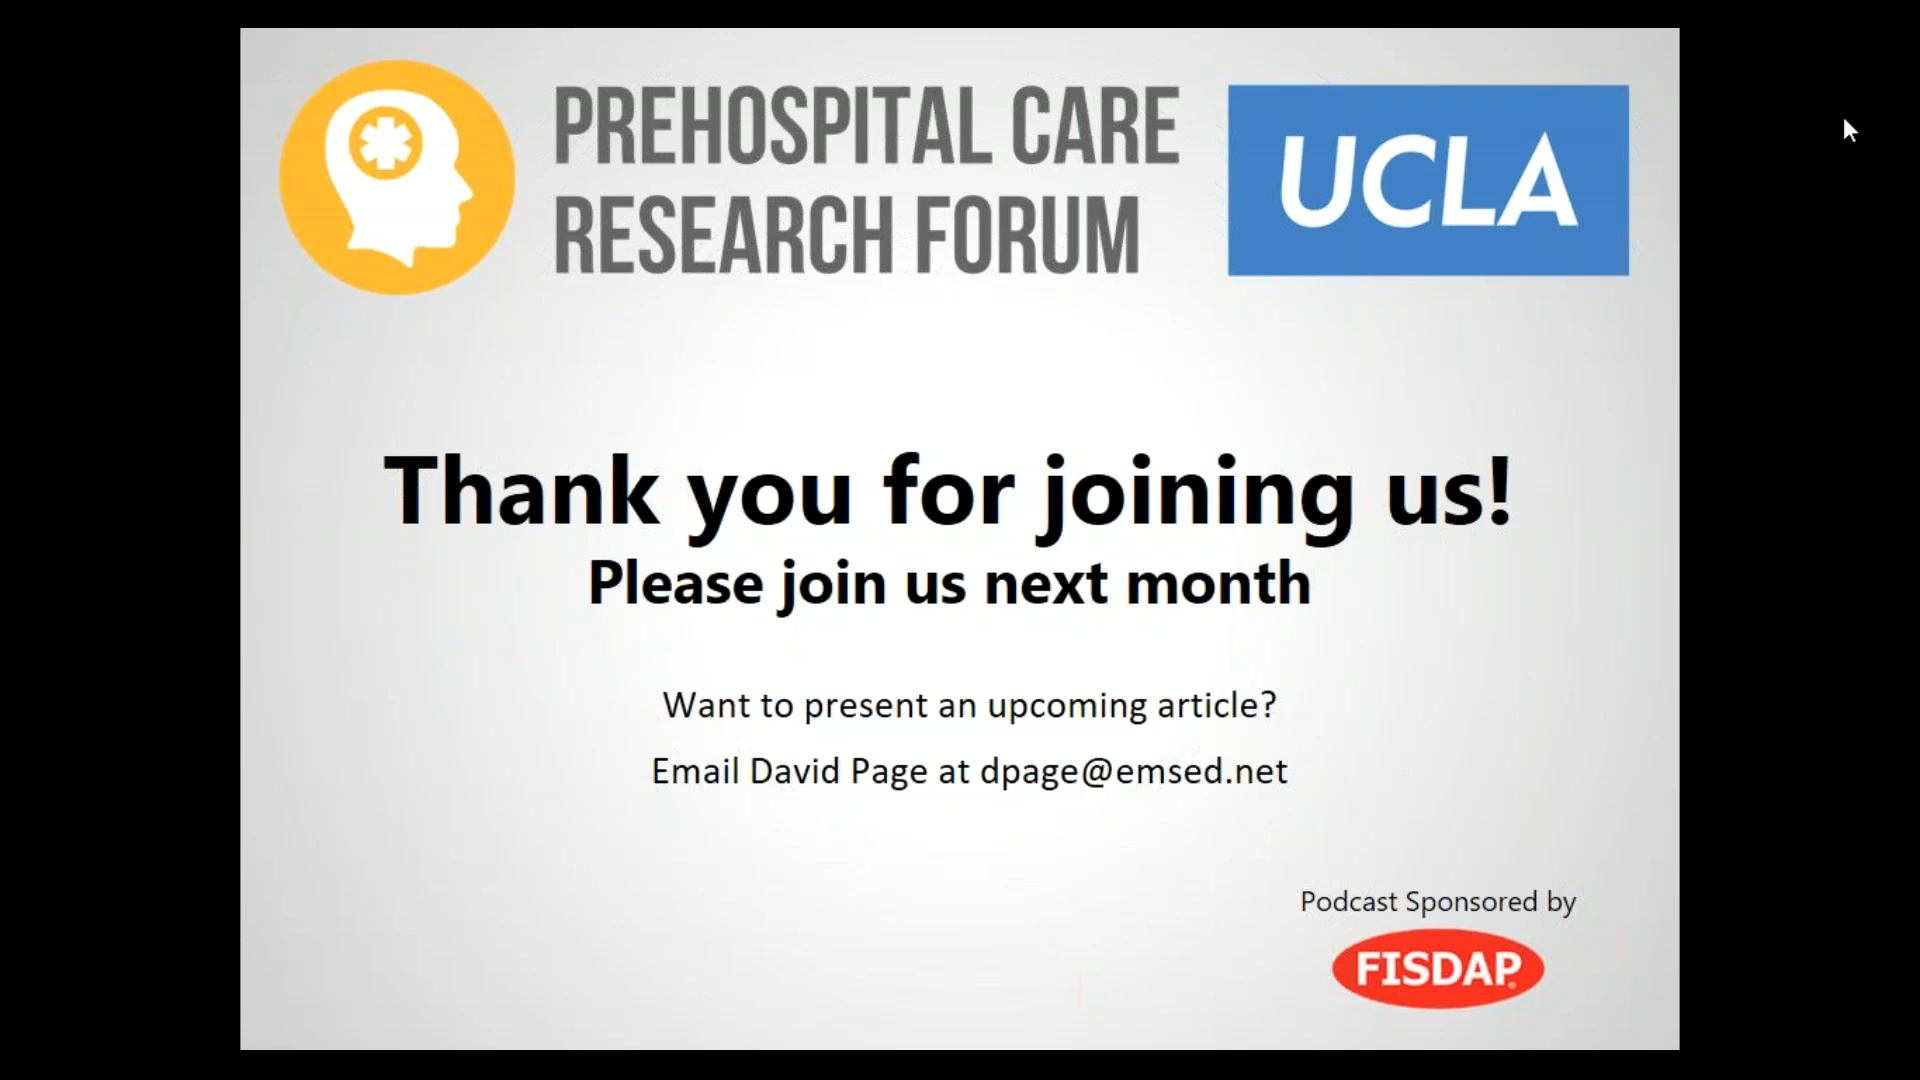 PREHOSPITAL CARE
RESEARCH FORUM
UCLA
Thank you for joining us!
Please join us next month
Want to present an upcoming article?
Email David Page at dpage@emsed.net
Podcast Sponsored by
FISDAP®